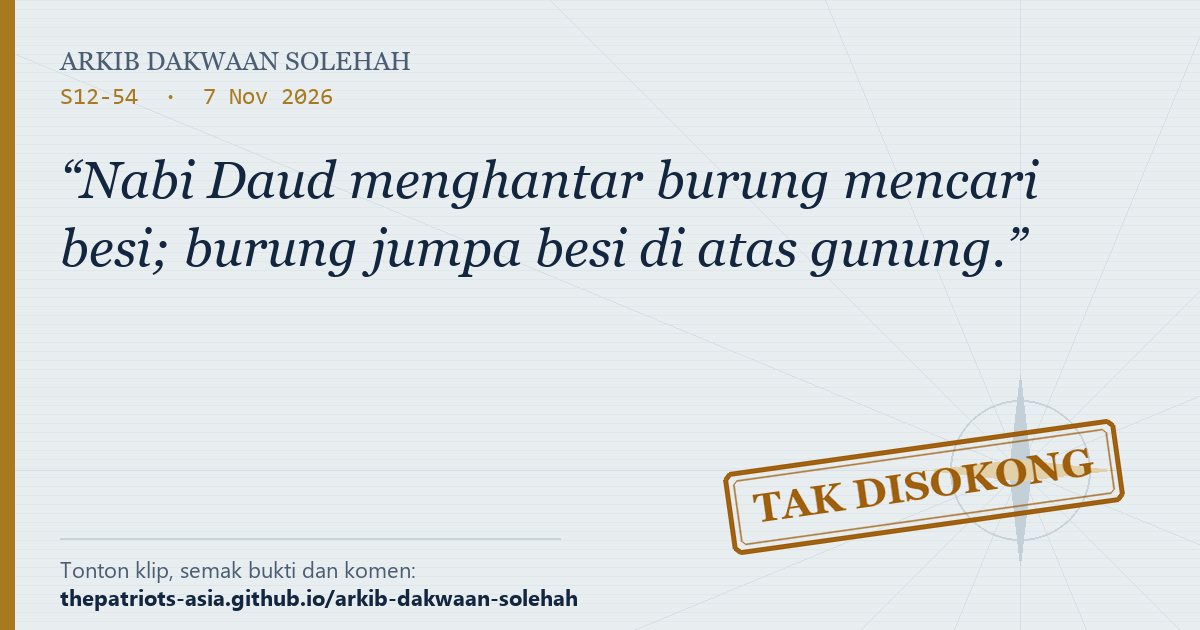 ARKIB DAKWAAN SOLEHAH
S12-54 · 7 Nov 2026
“Nabi Daud menghantar burung mencari
besi; burung jumpa besi di atas gunung.”
TAK DISOKONG
Tonton klip, semak bukti dan komen:
thepatriots-asia.github.io/arkib-dakwaan-solehah